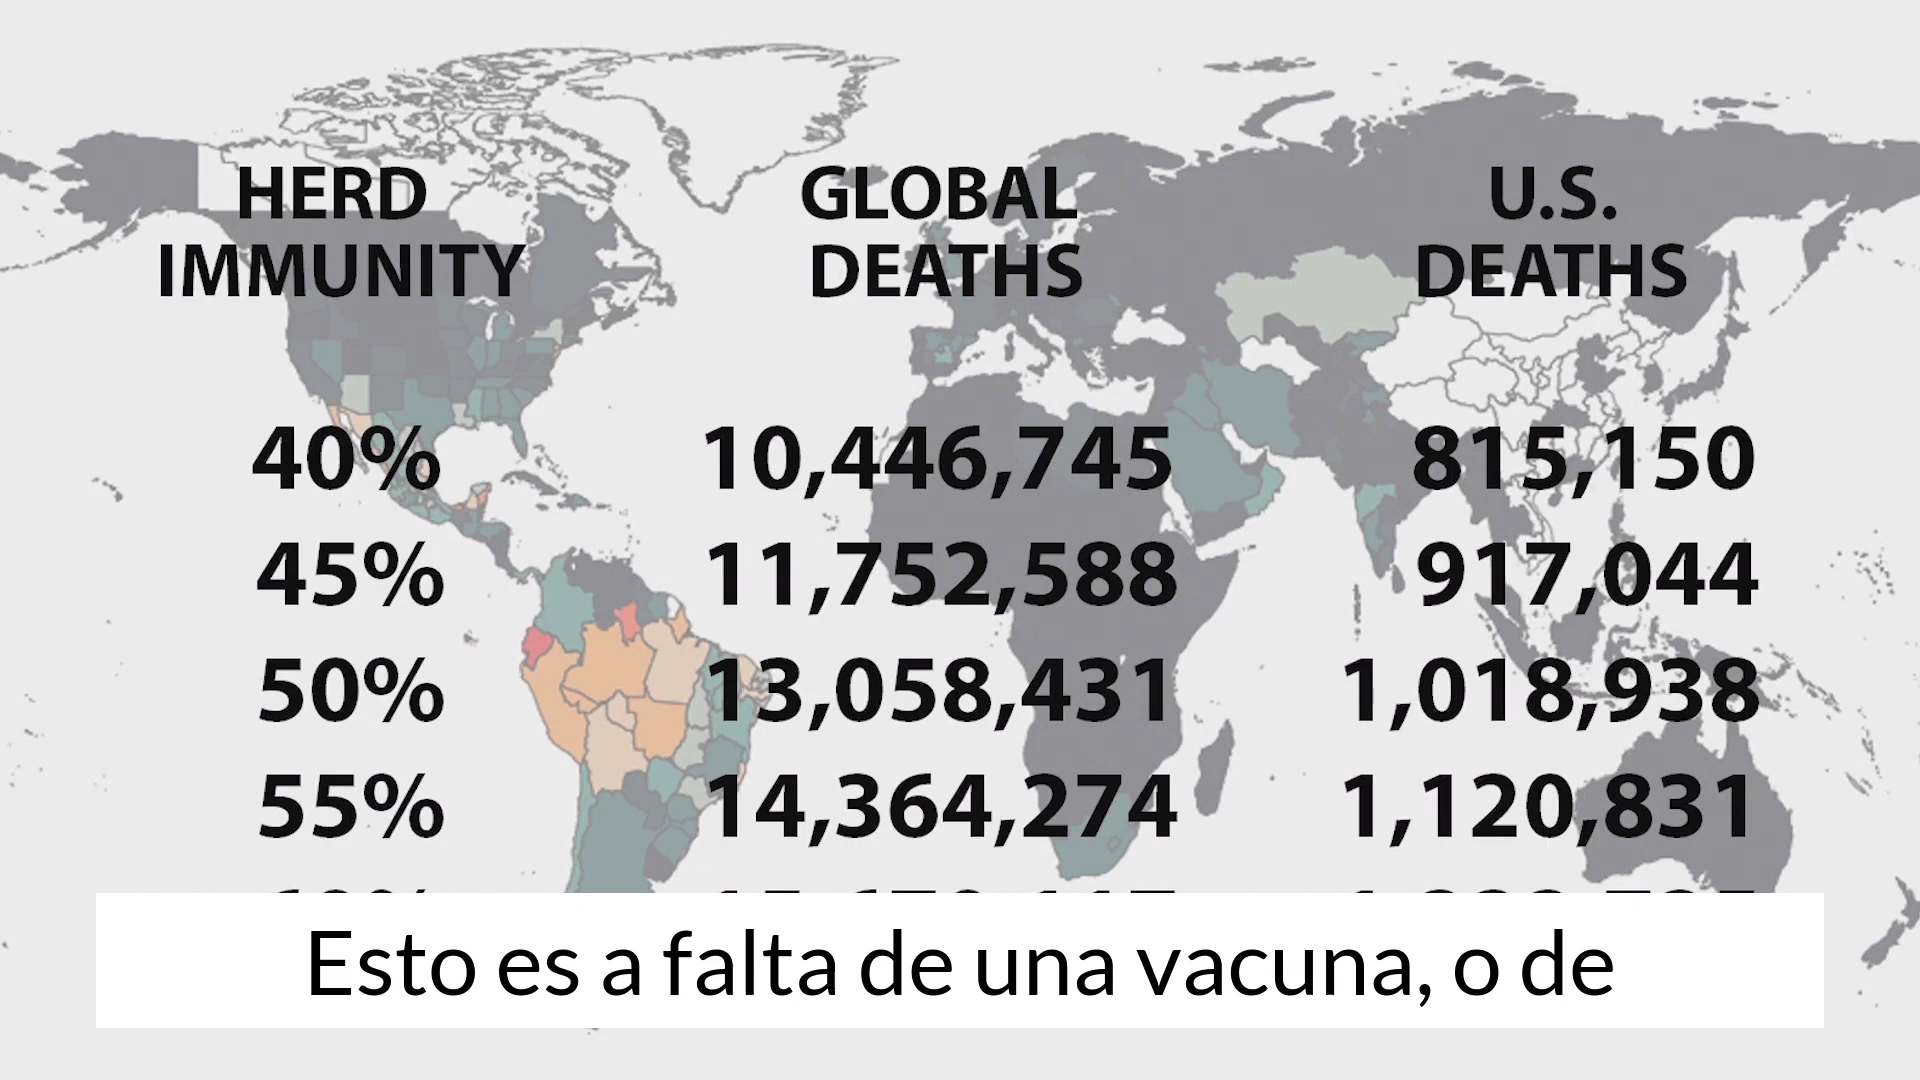 HERD GLOBAL U.S.
IMMUNITY DEATHS DEATHS
40% 10,446,745 815,150
45% 11,752,588 917,044
50% 13,058,431 1,018,938
55% 14,364,274 1,120,831
Esto es a falta de una vacuna, o de